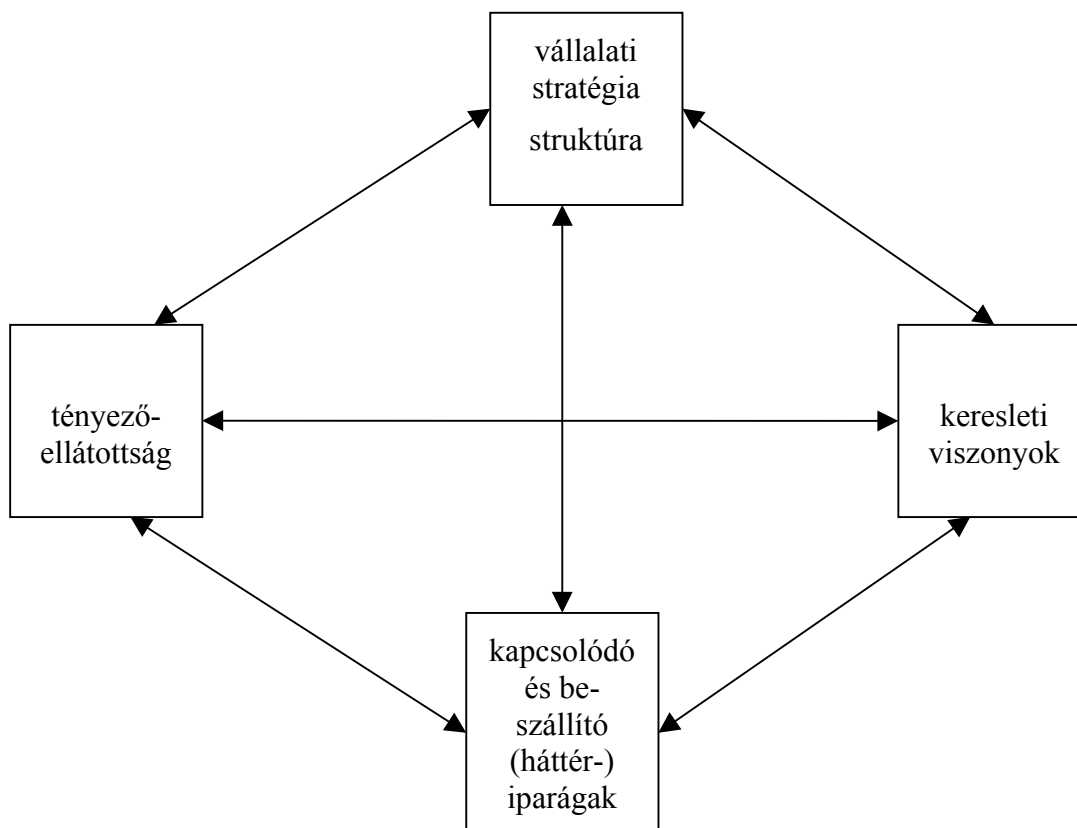 vállalati
stratégia
struktúra
tényező-
ellátottság
keresleti
viszonyok
kapcsolódó
és be-
szállító
(háttér-)
iparágak